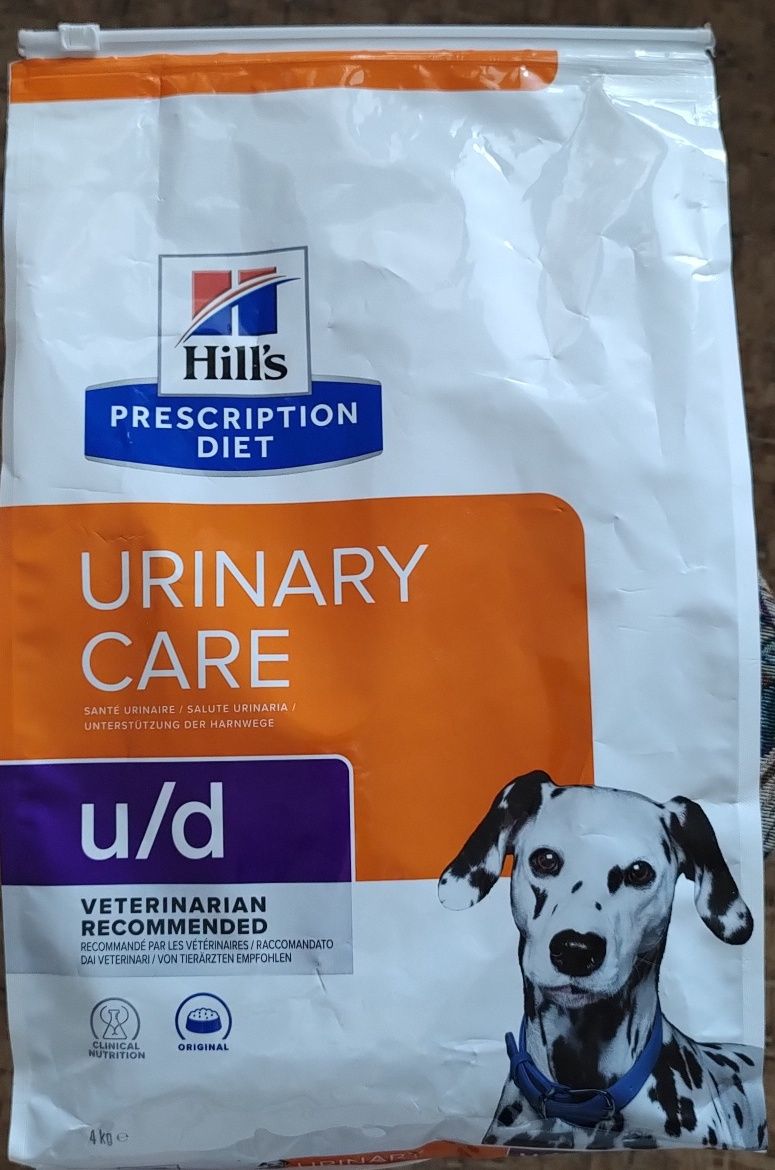 Hill's
PRESCRIPTION
DIET
URINARY
CARE
SANTÉ URINAIRE / SALUTE URINARIA /
UNTERSTÜTZUNG DER HARNWEGE
u/d
VETERINARIAN
RECOMMENDED
RECOMMANDÉ PAR LES VÉTÉRINAIRES / RACCOMANDATO
DAI VETERINARI / VON TIERÄRZTEN EMPFOHLEN
CLINICAL
NUTRITION
ORIGINAL
4 kg e
URINARY